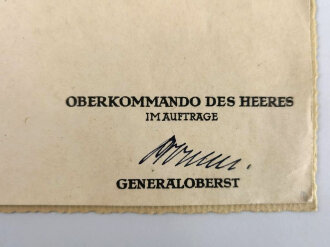 OBERKOMMANDO DES HEERES
IM AUFTRAGE
GENERALOBERST